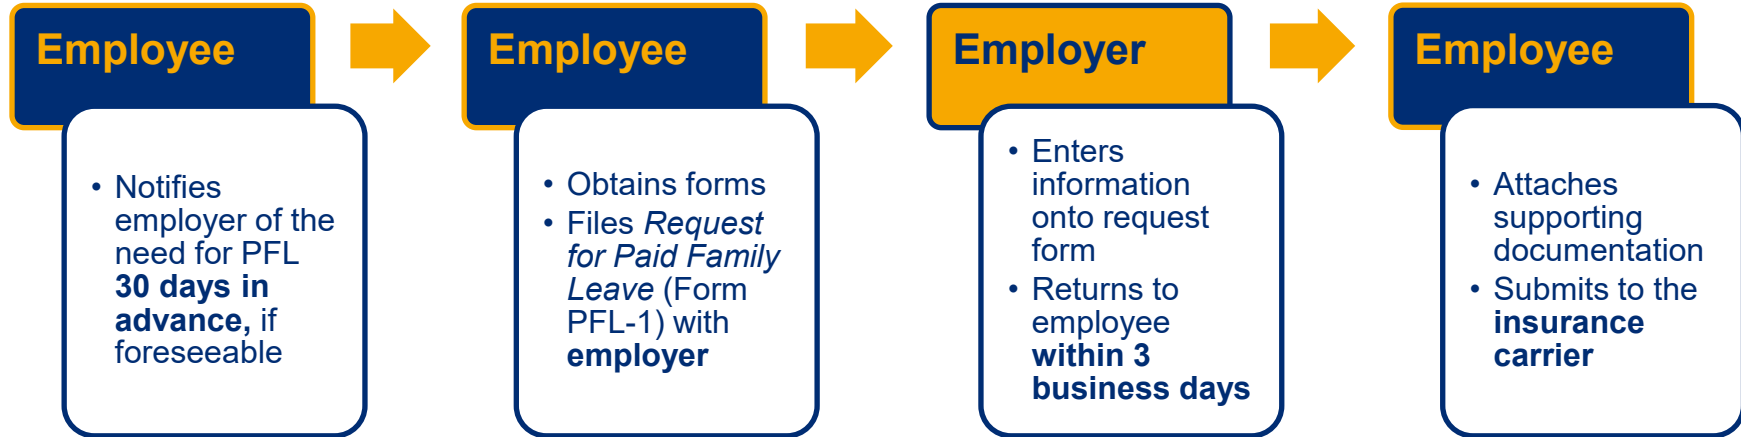 Employee
• Notifies
employer of the
need for PFL
30 days in
advance, if
foreseeable
Employee
• Obtains forms
• Files Request
for Paid Family
Leave (Form
PFL-1) with
employer
Employer
• Enters
information
onto request
form
• Returns to
employee
within 3
business days
Employee
• Attaches
supporting
documentation
• Submits to the
insurance
carrier